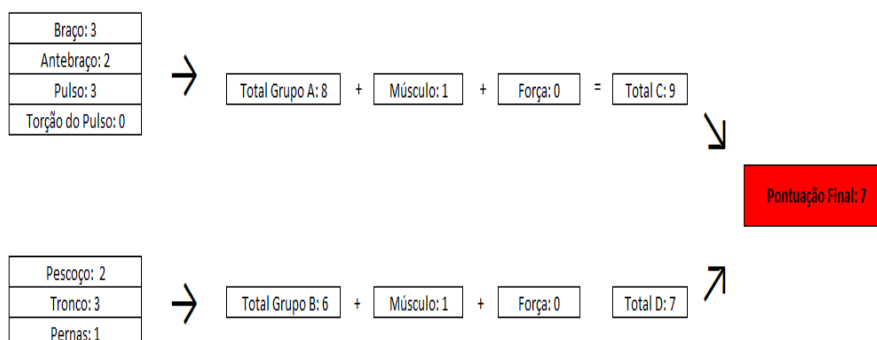 Braço: 3
Antebraço: 2
Pulso: 3
Torção do Pulso: 0
Total Grupo A: 8 + Músculo: 1 + Força: 0 = Total C: 9
Pontuação Final: 7
Pescoço: 2
Tronco: 3
Pernas: 1
Total Grupo B: 6 + Músculo: 1 + Força: 0 Total D: 7